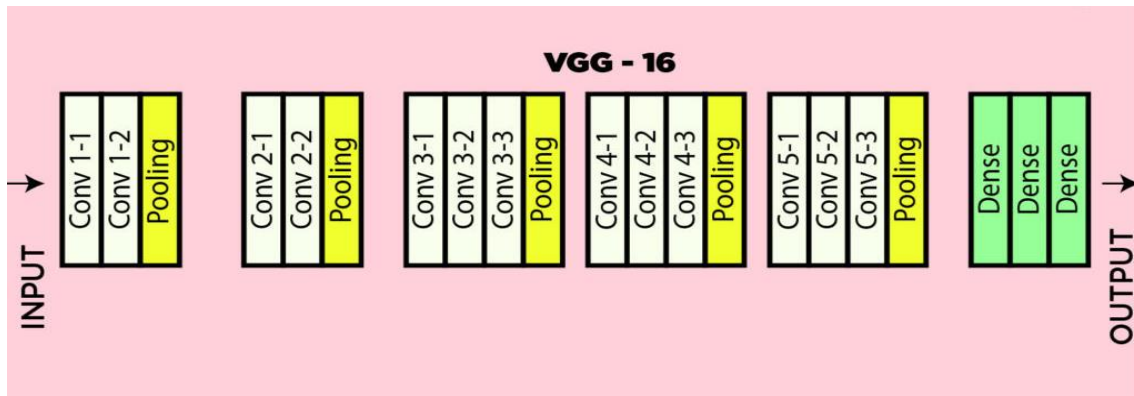 VGG - 16
INPUT
Conv 1-1
Conv 1-2
Pooling
Conv 2-1
Conv 2-2
Pooling
Conv 3-1
Conv 3-2
Conv 3-3
Pooling
Conv 4-1
Conv 4-2
Conv 4-3
Pooling
Conv 5-1
Conv 5-2
Conv 5-3
Pooling
Dense
Dense
Dense
OUTPUT